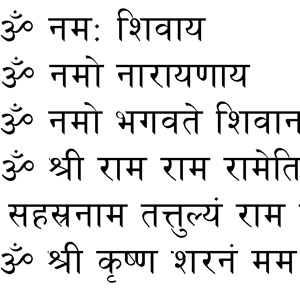 ॐ नमः शिवाय
ॐ नमो नारायणाय
ॐ नमो भगवते शिवान
ॐ श्री राम राम रामेति
सहस्रनाम तत्तुल्यं राम
ॐ श्री कृष्ण शरनं मम